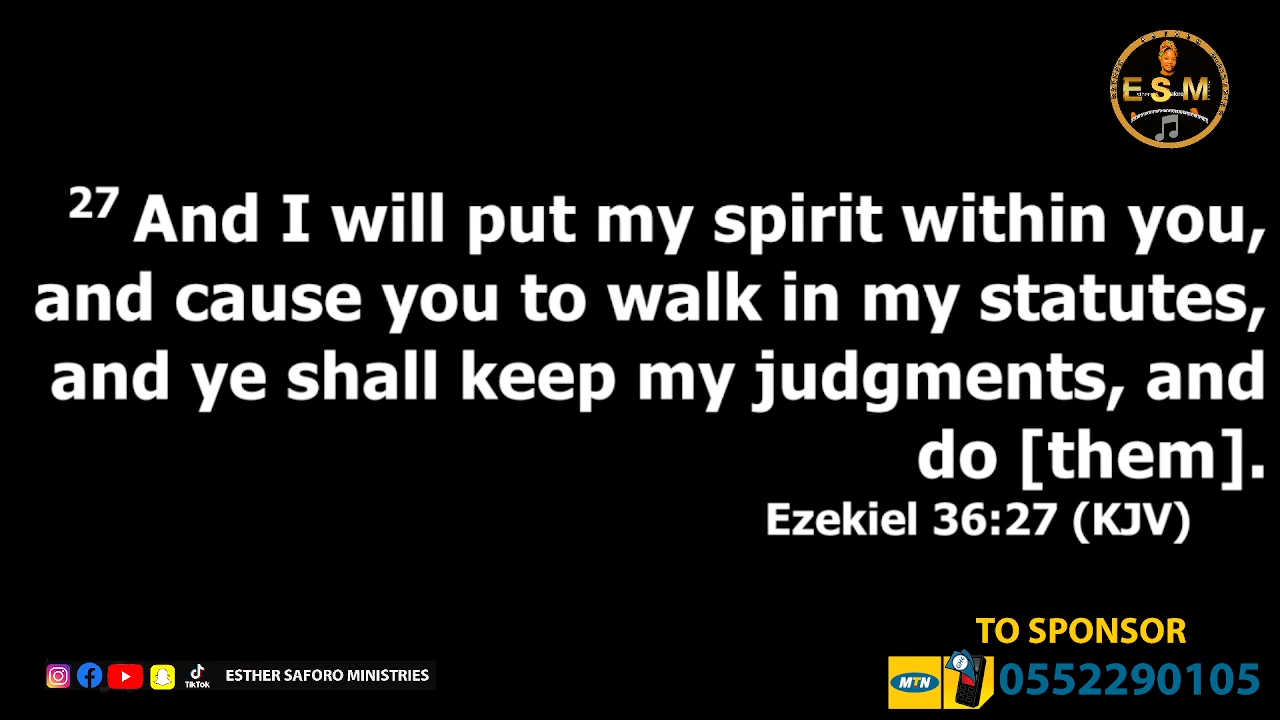 E S M
27 And I will put my spirit within you,
and cause you to walk in my statutes,
and ye shall keep my judgments, and
do [them].
Ezekiel 36:27 (KJV)
TO SPONSOR
MTN 0552290105
TikTok ESTHER SAFORO MINISTRIES